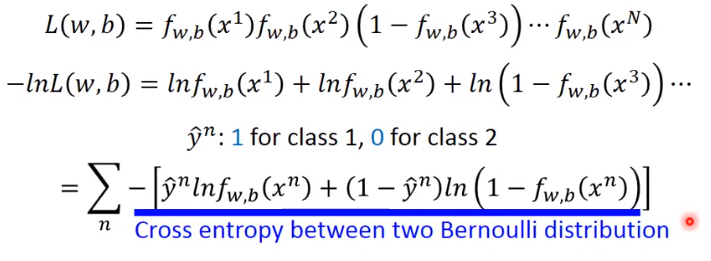 L(w, b) = f_{w,b}(x^1)f_{w,b}(x^2)(1 − f_{w,b}(x^3)) ⋯ f_{w,b}(x^N)
−lnL(w, b) = lnf_{w,b}(x^1) + lnf_{w,b}(x^2) + ln(1 − f_{w,b}(x^3)) ⋯
ŷ^n: 1 for class 1, 0 for class 2
= ∑_n −[ŷ^n lnf_{w,b}(x^n) + (1 − ŷ^n)ln(1 − f_{w,b}(x^n))]
Cross entropy between two Bernoulli distribution